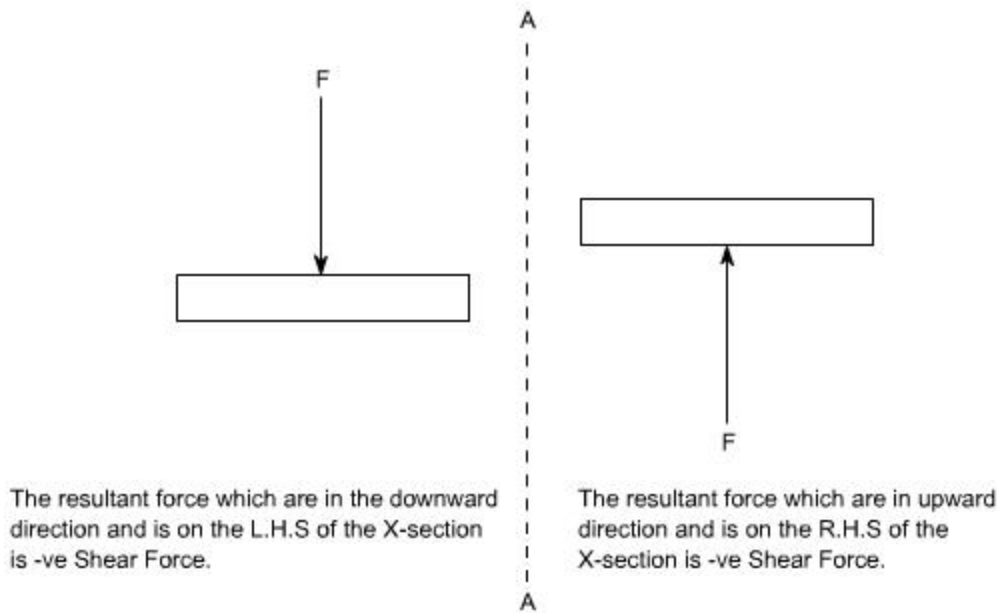 A
F
F
The resultant force which are in the downward
direction and is on the L.H.S of the X-section
is -ve Shear Force.
The resultant force which are in upward
direction and is on the R.H.S of the
X-section is -ve Shear Force.
A